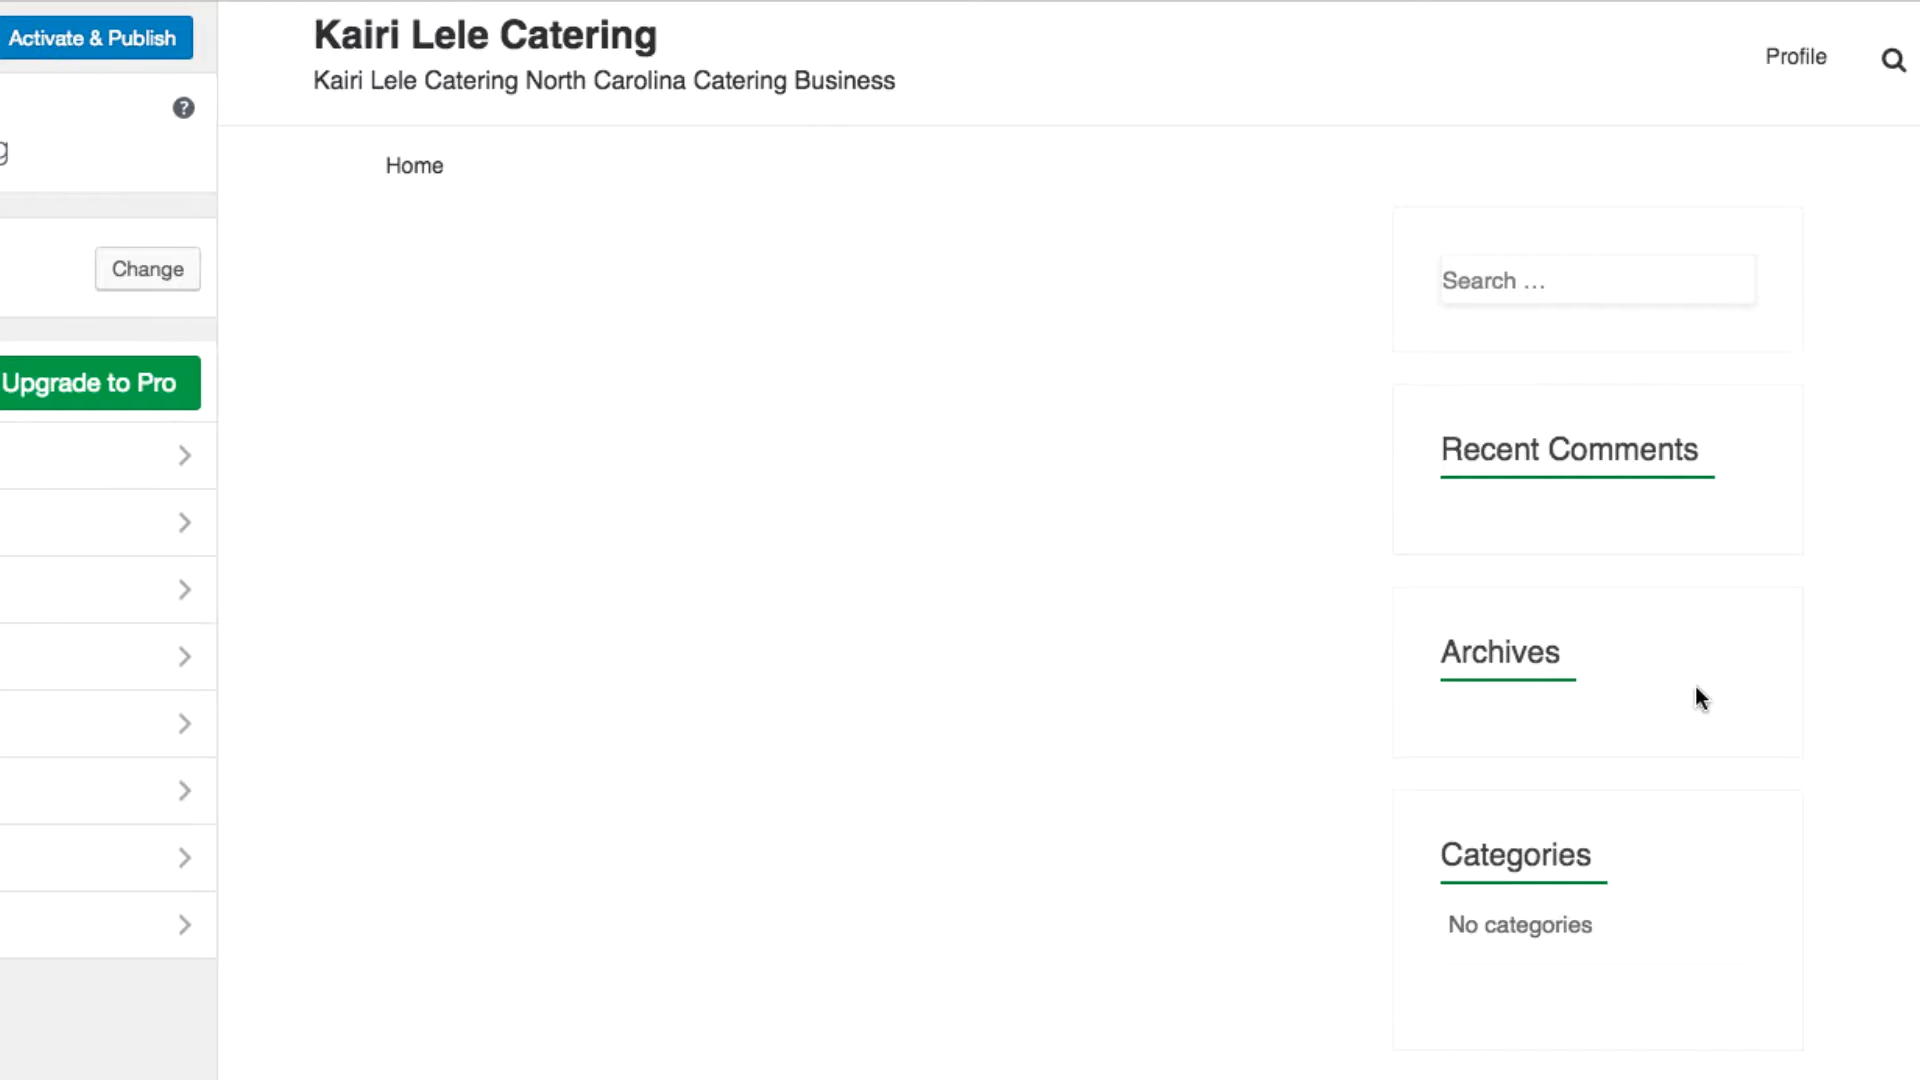 Activate & Publish
Kairi Lele Catering
Kairi Lele Catering North Carolina Catering Business
Profile
?
g
Home
Change
Search ...
Upgrade to Pro
Recent Comments
Archives
Categories
No categories